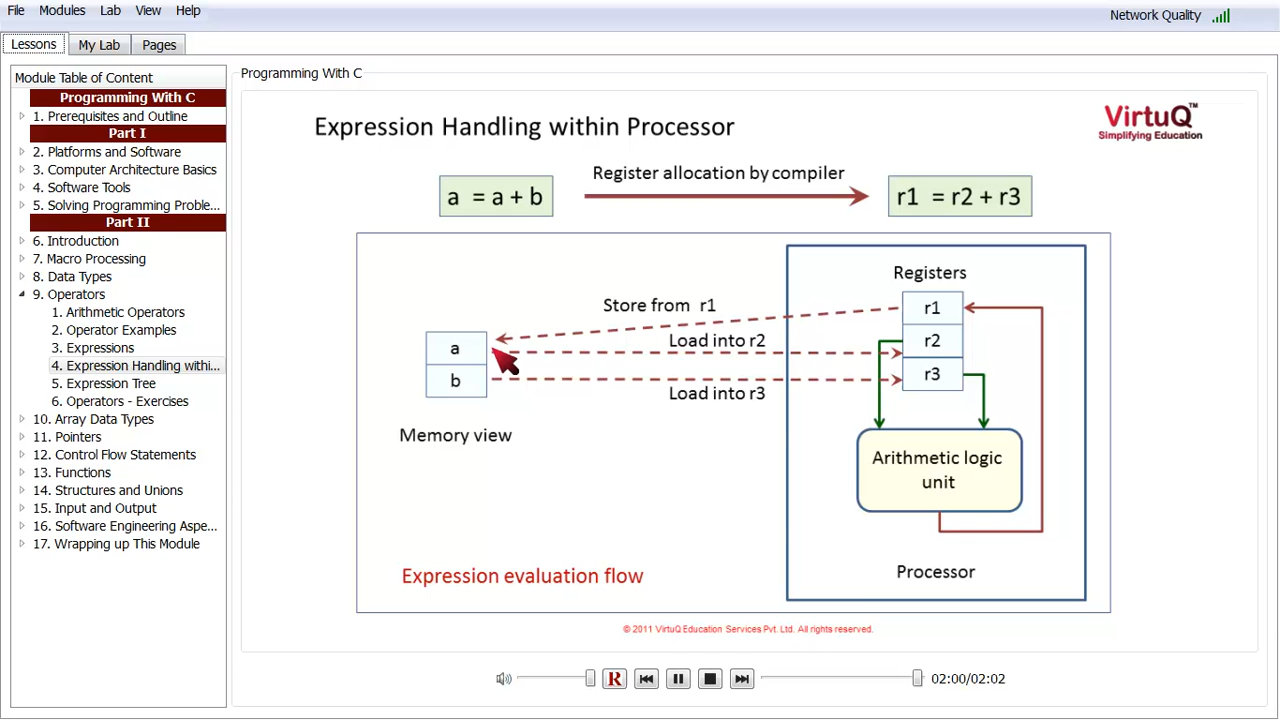 File Modules Lab View Help
Network Quality
Lessons My Lab Pages
Module Table of Content
Programming With C
1. Prerequisites and Outline
Part I
2. Platforms and Software
3. Computer Architecture Basics
4. Software Tools
5. Solving Programming Proble...
Part II
6. Introduction
7. Macro Processing
8. Data Types
9. Operators
1. Arithmetic Operators
2. Operator Examples
3. Expressions
4. Expression Handling withi...
5. Expression Tree
6. Operators - Exercises
10. Array Data Types
11. Pointers
12. Control Flow Statements
13. Functions
14. Structures and Unions
15. Input and Output
16. Software Engineering Aspe...
17. Wrapping up This Module
Programming With C
Expression Handling within Processor
VirtuQ™
Simplifying Education
a = a + b
Register allocation by compiler
r1 = r2 + r3
Registers
Store from r1
r1
Load into r2
r2
a
r3
b
Load into r3
Memory view
Arithmetic logic
unit
Expression evaluation flow
Processor
© 2011 VirtuQ Education Services Pvt. Ltd. All rights reserved.
R
02:00/02:02